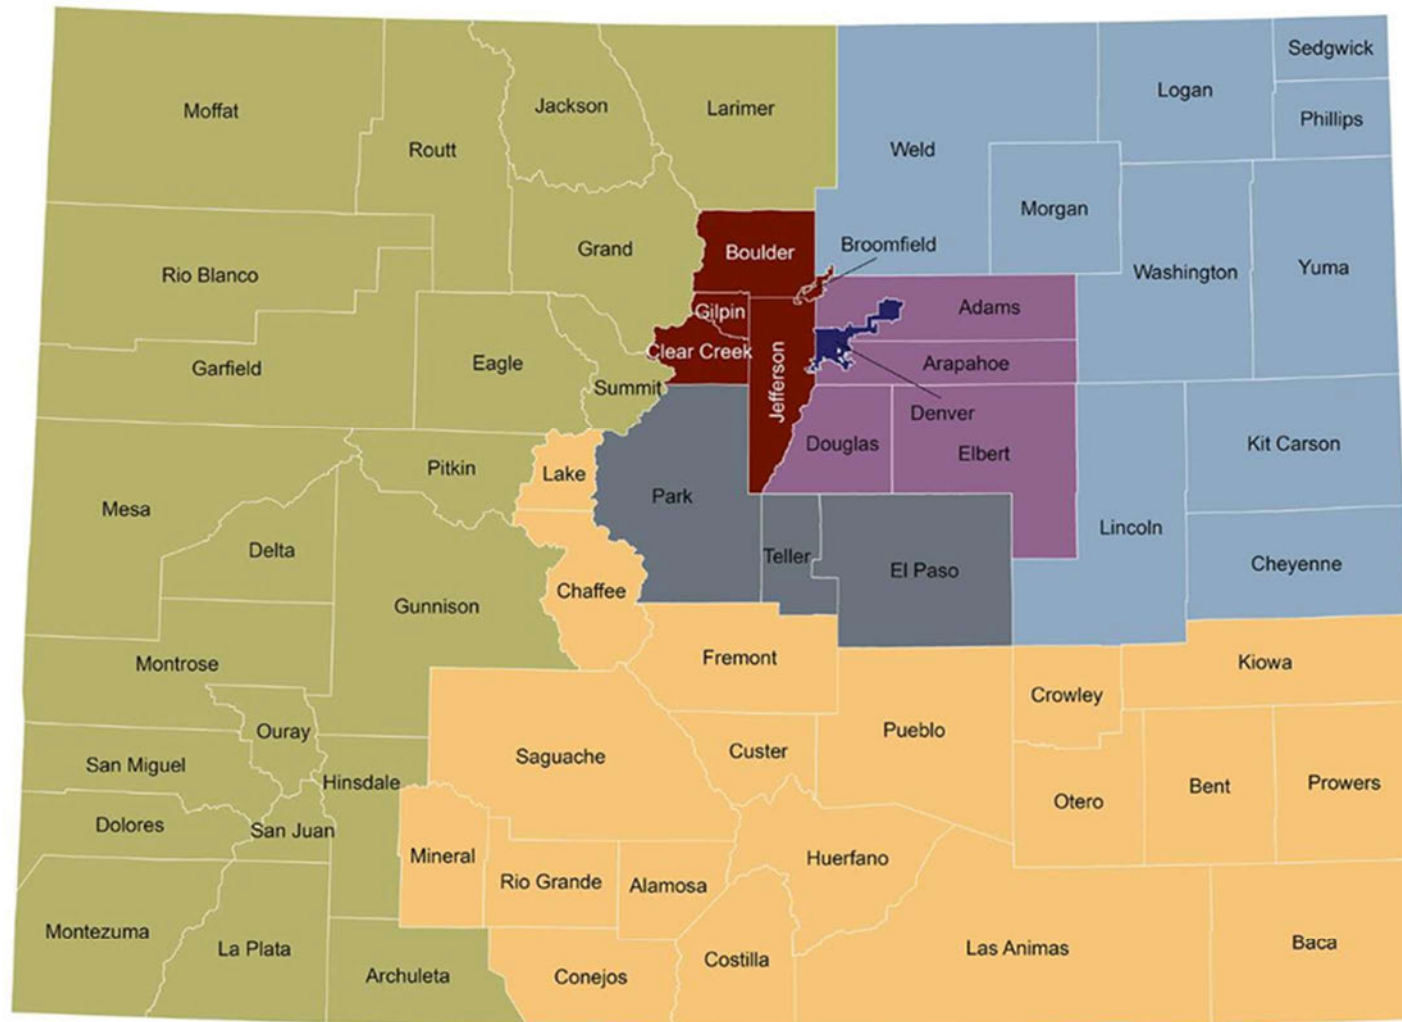 Sedgwick
Moffat
Jackson
Larimer
Logan
Phillips
Routt
Weld
Morgan
Grand
Boulder
Broomfield
Rio Blanco
Washington
Yuma
Gilpin
Adams
Clear Creek
Garfield
Eagle
Summit
Arapahoe
Jefferson
Denver
Douglas
Elbert
Kit Carson
Pitkin
Lake
Park
Mesa
Lincoln
Delta
Teller
El Paso
Cheyenne
Chaffee
Gunnison
Montrose
Fremont
Kiowa
Crowley
Ouray
Pueblo
Saguache
Custer
San Miguel
Hinsdale
Bent
Prowers
Otero
Dolores
San Juan
Mineral
Huerfano
Rio Grande
Alamosa
Montezuma
La Plata
Las Animas
Baca
Costilla
Archuleta
Conejos